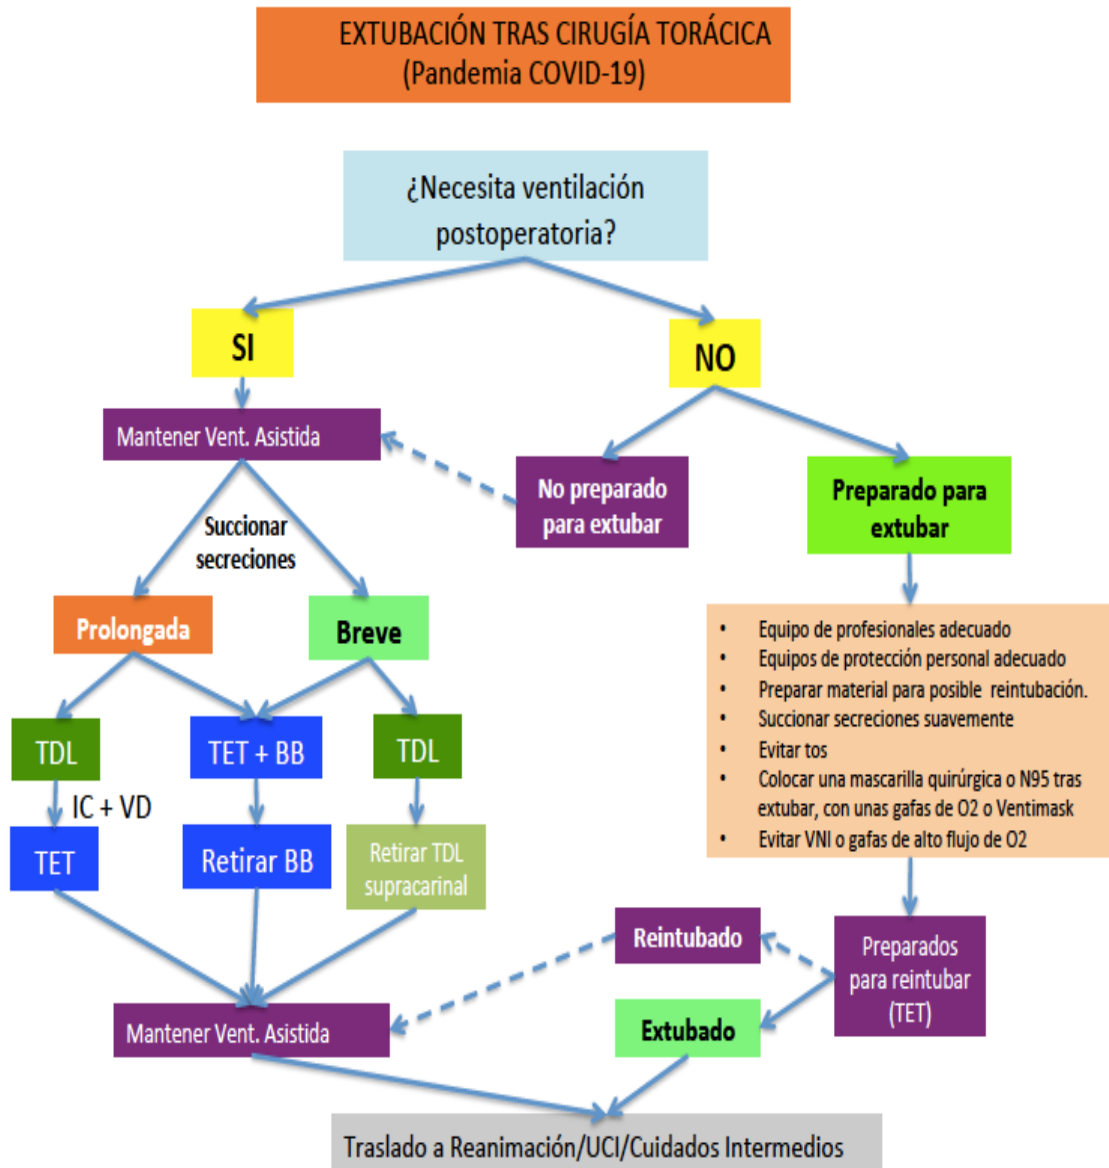 EXTUBACIÓN TRAS CIRUGÍA TORÁCICA
(Pandemia COVID-19)
¿Necesita ventilación
postoperatoria?
SI
NO
Mantener Vent. Asistida
No preparado
para extubar
Preparado para
extubar
Succionar
secreciones
Prolongada
Breve
• Equipo de profesionales adecuado
• Equipos de protección personal adecuado
• Preparar material para posible reintubación.
• Succionar secreciones suavemente
• Evitar tos
• Colocar una mascarilla quirúrgica o N95 tras
extubar, con unas gafas de O2 o Ventimask
• Evitar VNI o gafas de alto flujo de O2
TDL
TET + BB
TDL
IC + VD
TET
Retirar BB
Retirar TDL
supracarinal
Reintubado
Preparados
para reintubar
(TET)
Extubado
Mantener Vent. Asistida
Traslado a Reanimación/UCI/Cuidados Intermedios